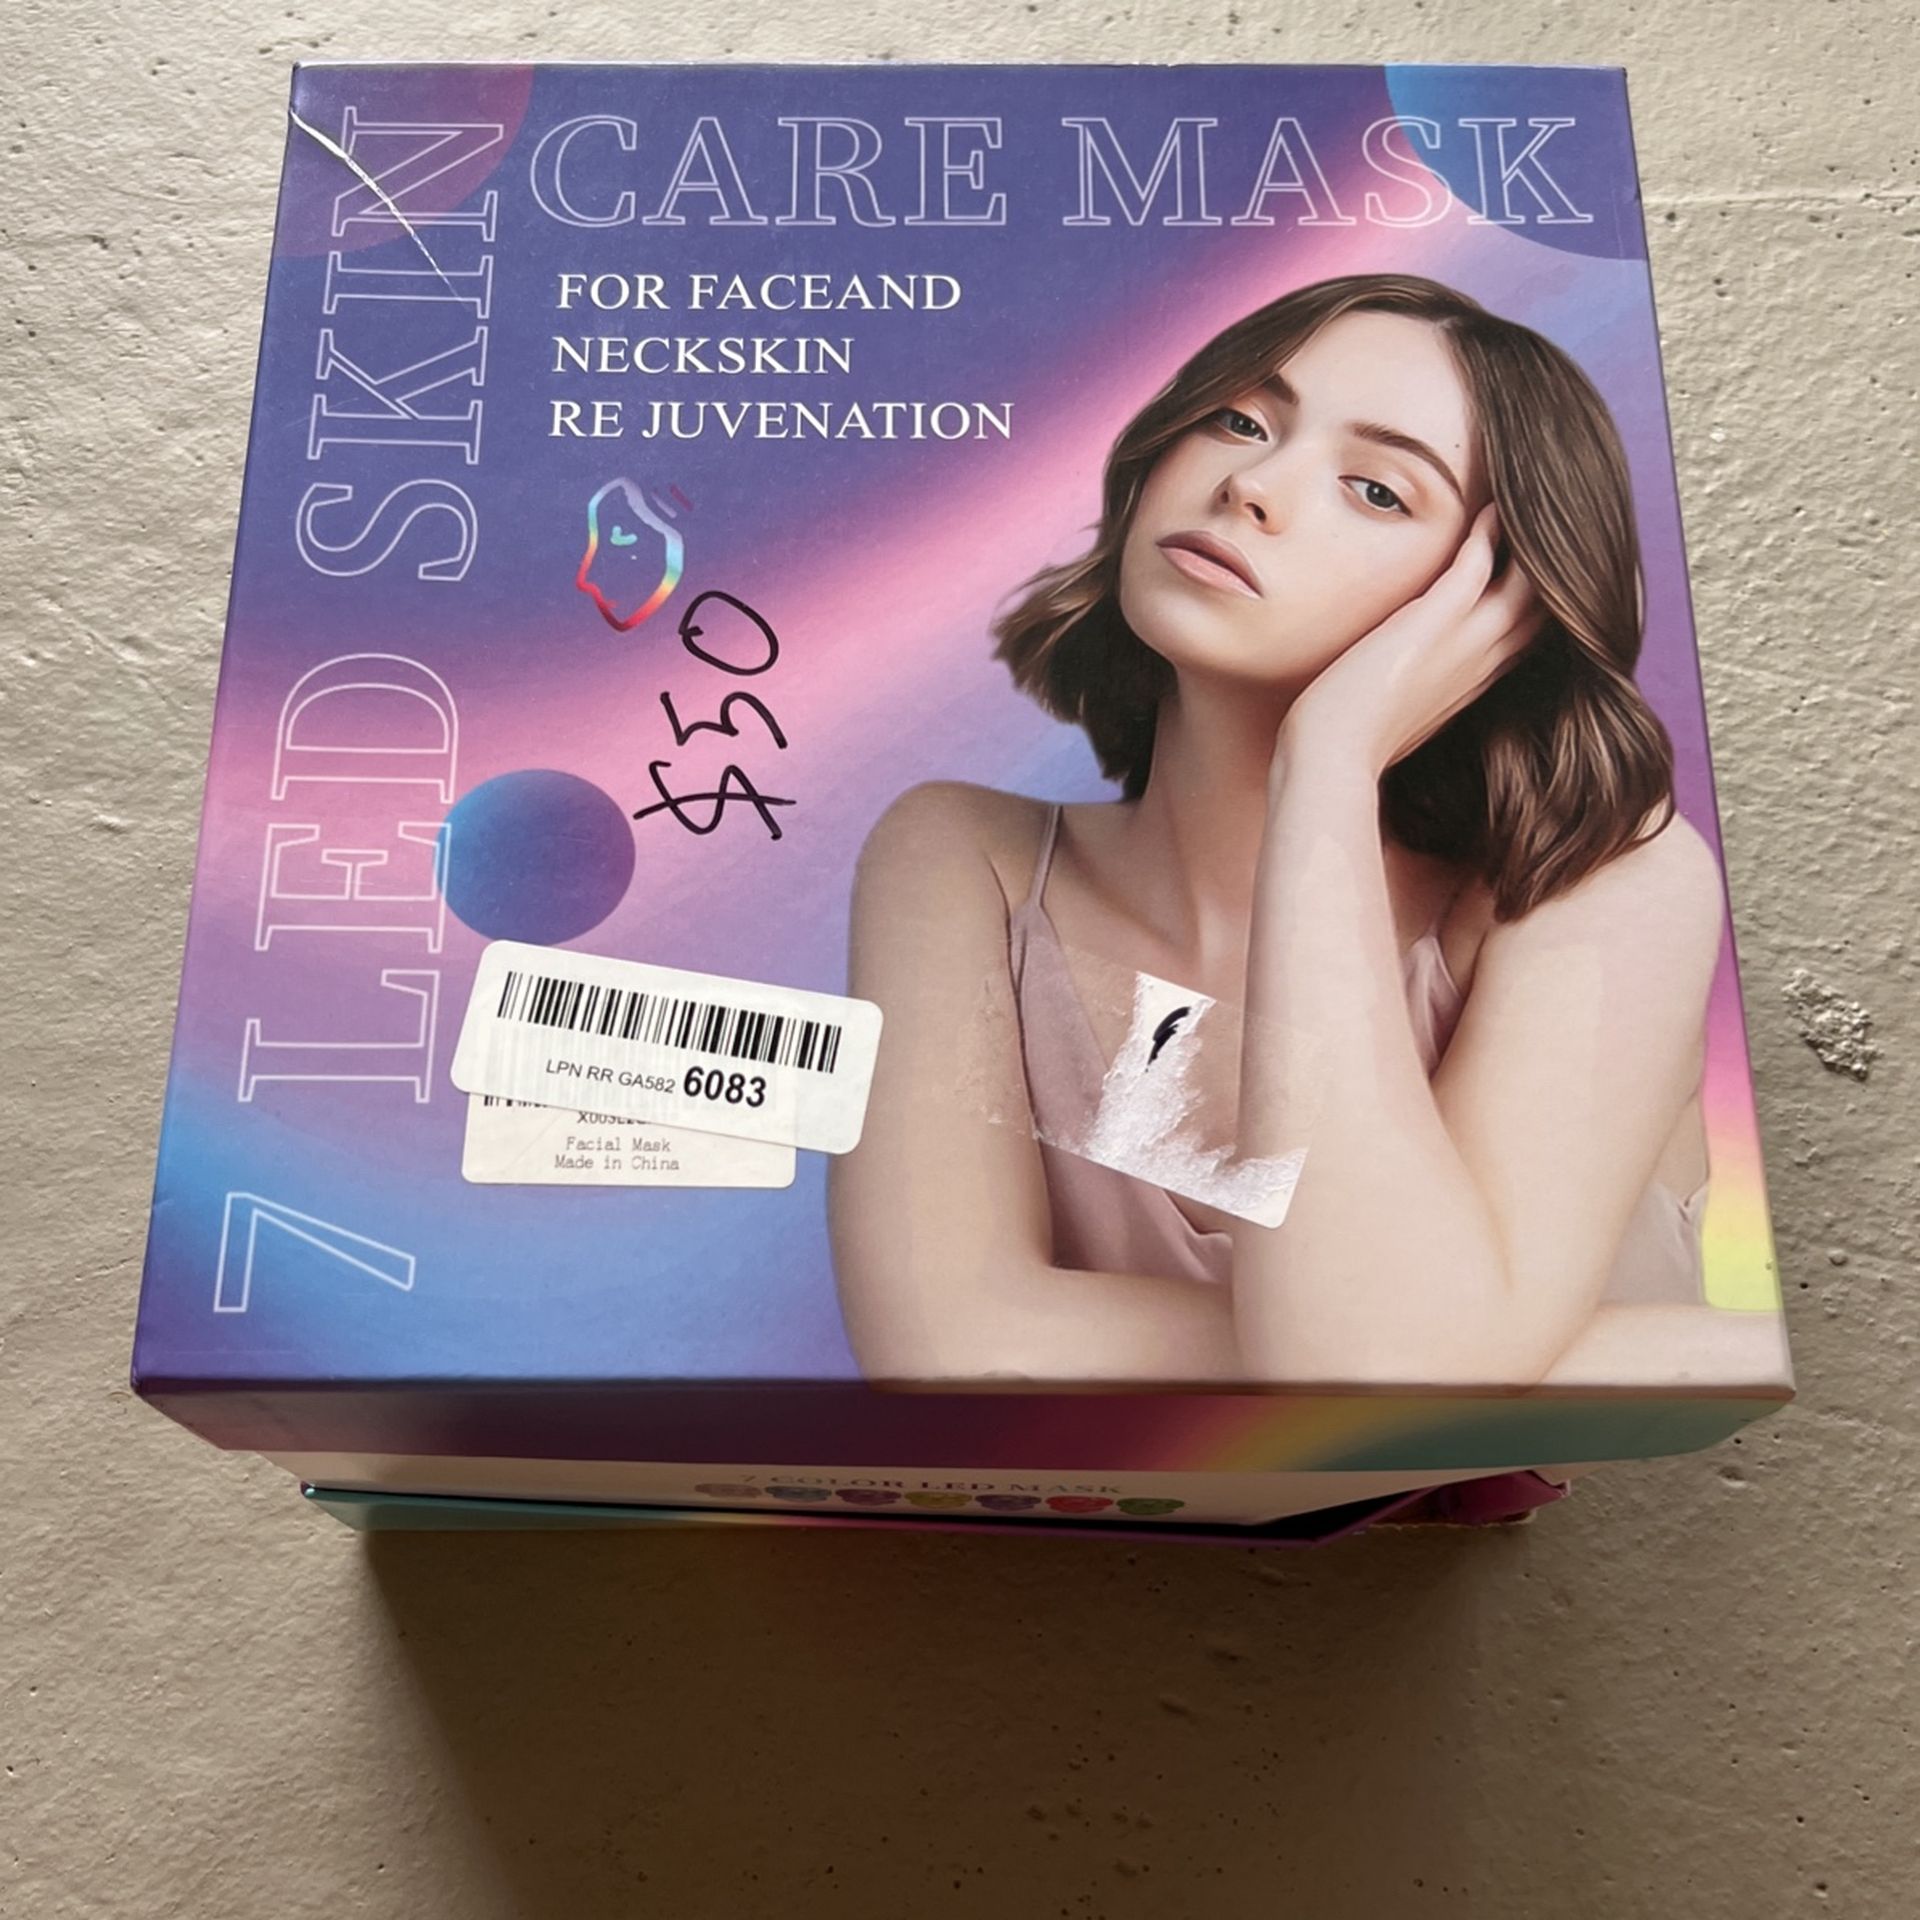 7 LED SKIN CARE MASK
FOR FACEAND
NECKSKIN
RE JUVENATION
$50
LPN RR GA582 6083
Facial Mask
Made in China
7 COLOR LED MASK